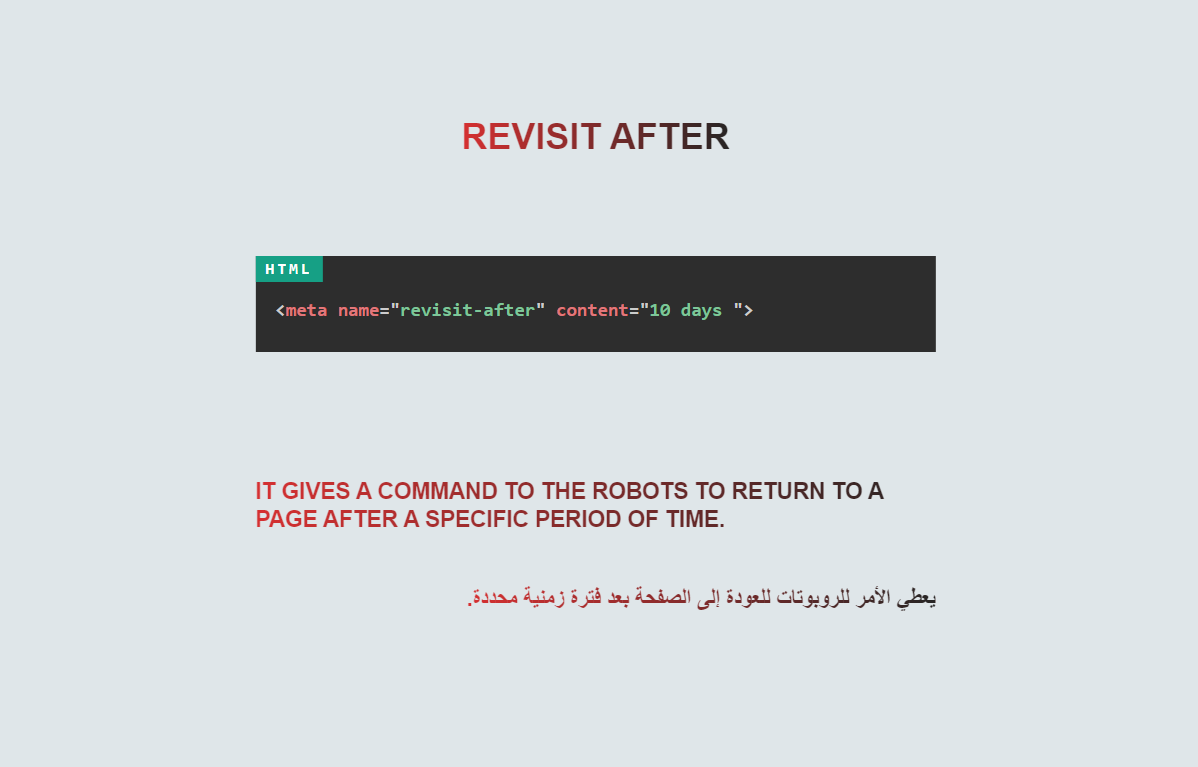 REVISIT AFTER
HTML
<meta name="revisit-after" content="10 days ">
IT GIVES A COMMAND TO THE ROBOTS TO RETURN TO A
PAGE AFTER A SPECIFIC PERIOD OF TIME.
يعطي الأمر للروبوتات للعودة إلى الصفحة بعد فترة زمنية محددة.